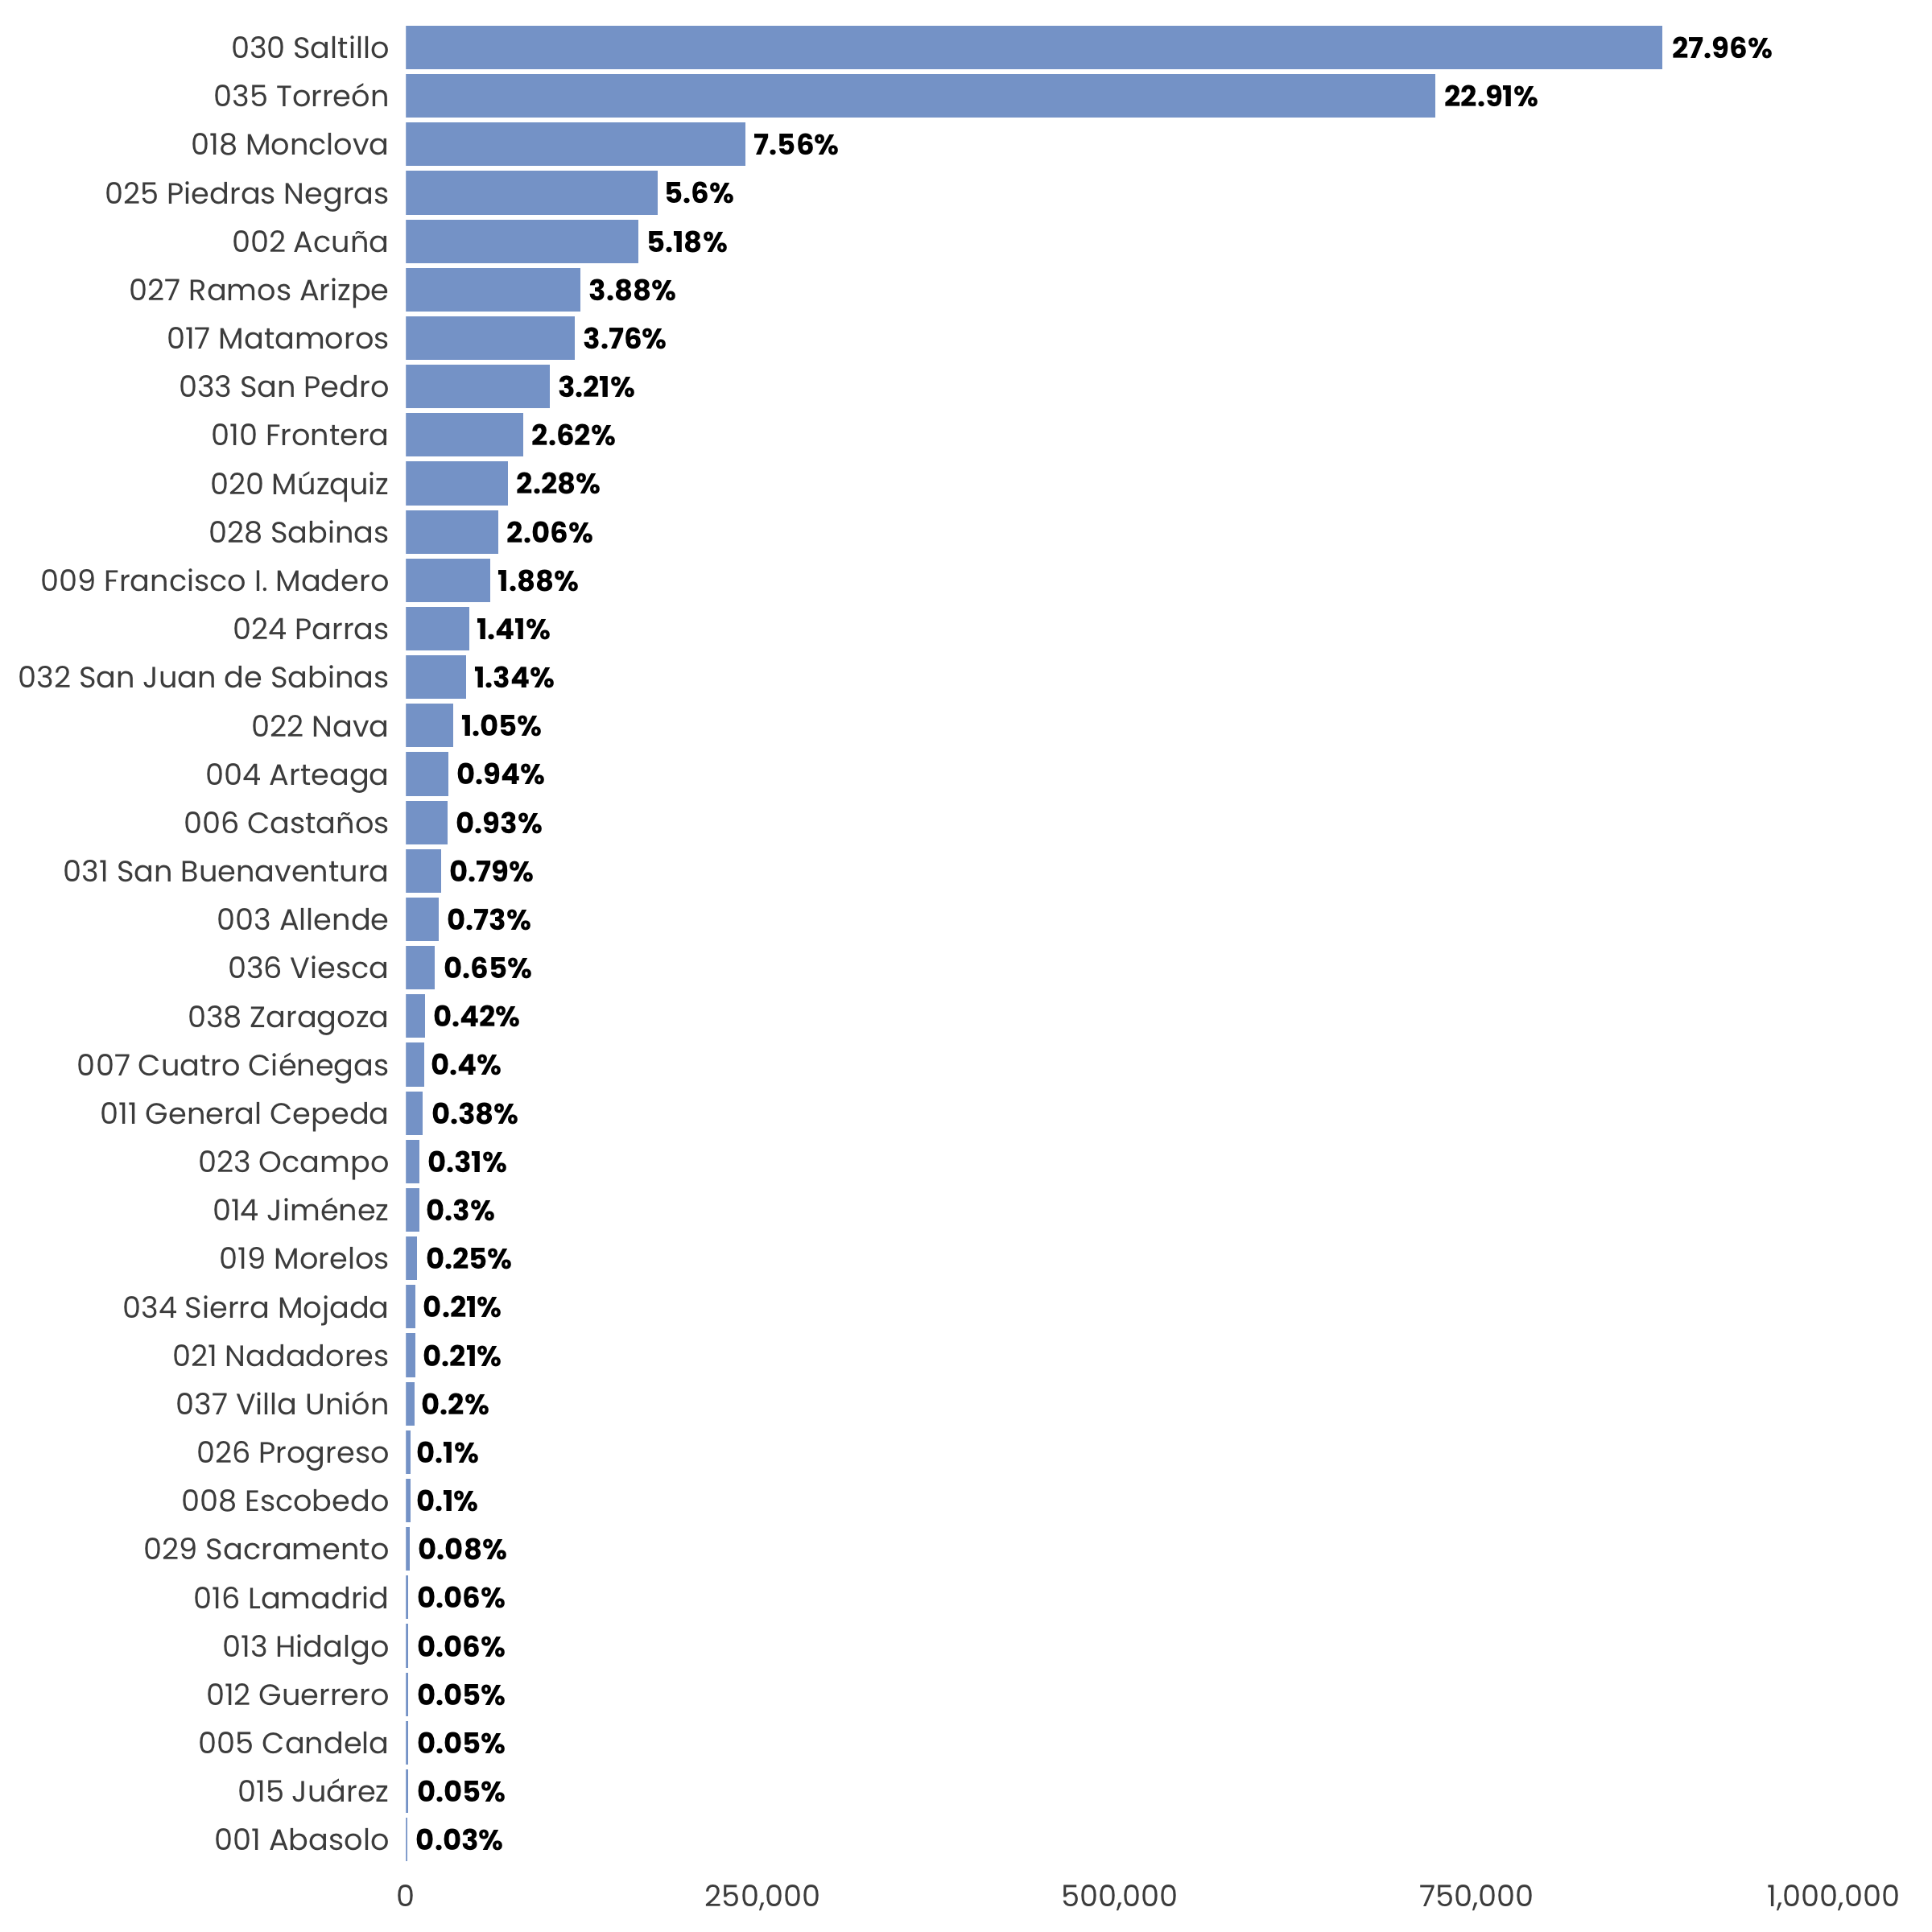 030 Saltillo 27.96%
035 Torreón 22.91%
018 Monclova 7.56%
025 Piedras Negras 5.6%
002 Acuña 5.18%
027 Ramos Arizpe 3.88%
017 Matamoros 3.76%
033 San Pedro 3.21%
010 Frontera 2.62%
020 Múzquiz 2.28%
028 Sabinas 2.06%
009 Francisco I. Madero 1.88%
024 Parras 1.41%
032 San Juan de Sabinas 1.34%
022 Nava 1.05%
004 Arteaga 0.94%
006 Castaños 0.93%
031 San Buenaventura 0.79%
003 Allende 0.73%
036 Viesca 0.65%
038 Zaragoza 0.42%
007 Cuatro Ciénegas 0.4%
011 General Cepeda 0.38%
023 Ocampo 0.31%
014 Jiménez 0.3%
019 Morelos 0.25%
034 Sierra Mojada 0.21%
021 Nadadores 0.21%
037 Villa Unión 0.2%
026 Progreso 0.1%
008 Escobedo 0.1%
029 Sacramento 0.08%
016 Lamadrid 0.06%
013 Hidalgo 0.06%
012 Guerrero 0.05%
005 Candela 0.05%
015 Juárez 0.05%
001 Abasolo 0.03%
0 250,000 500,000 750,000 1,000,000